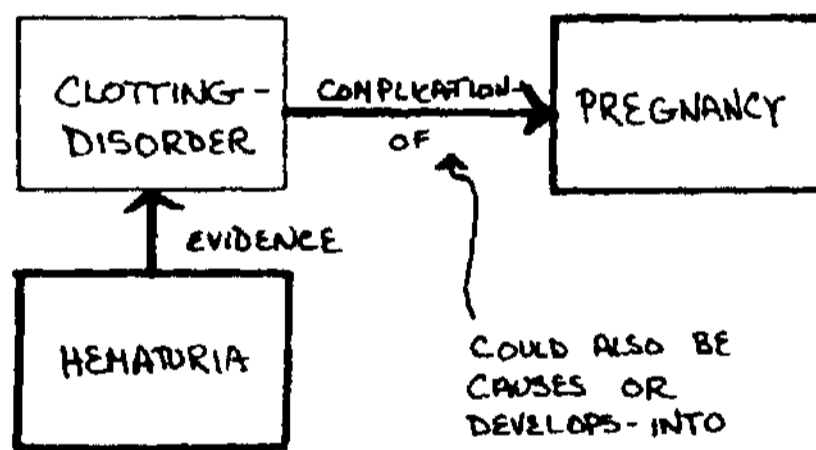 CLOTTING-
DISORDER
COMPLICATION-
OF
PREGNANCY
EVIDENCE
HEMATURIA
COULD ALSO BE
CAUSES OR
DEVELOPS-INTO